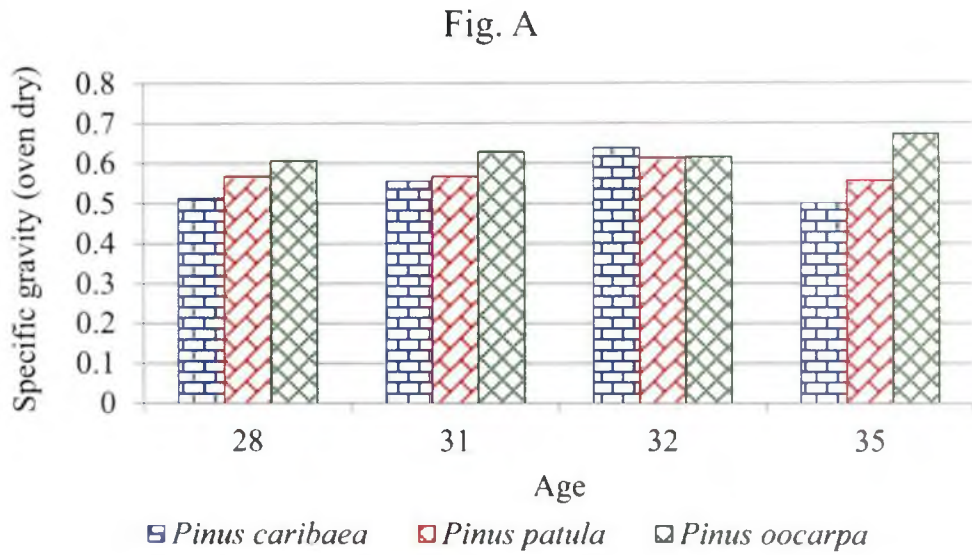 Fig. A
Specific gravity (oven dry)
0.8
0.7
0.6
0.5
0.4
0.3
0.2
0.1
0
28 31 32 35
Age
Pinus caribaea Pinus patula Pinus oocarpa